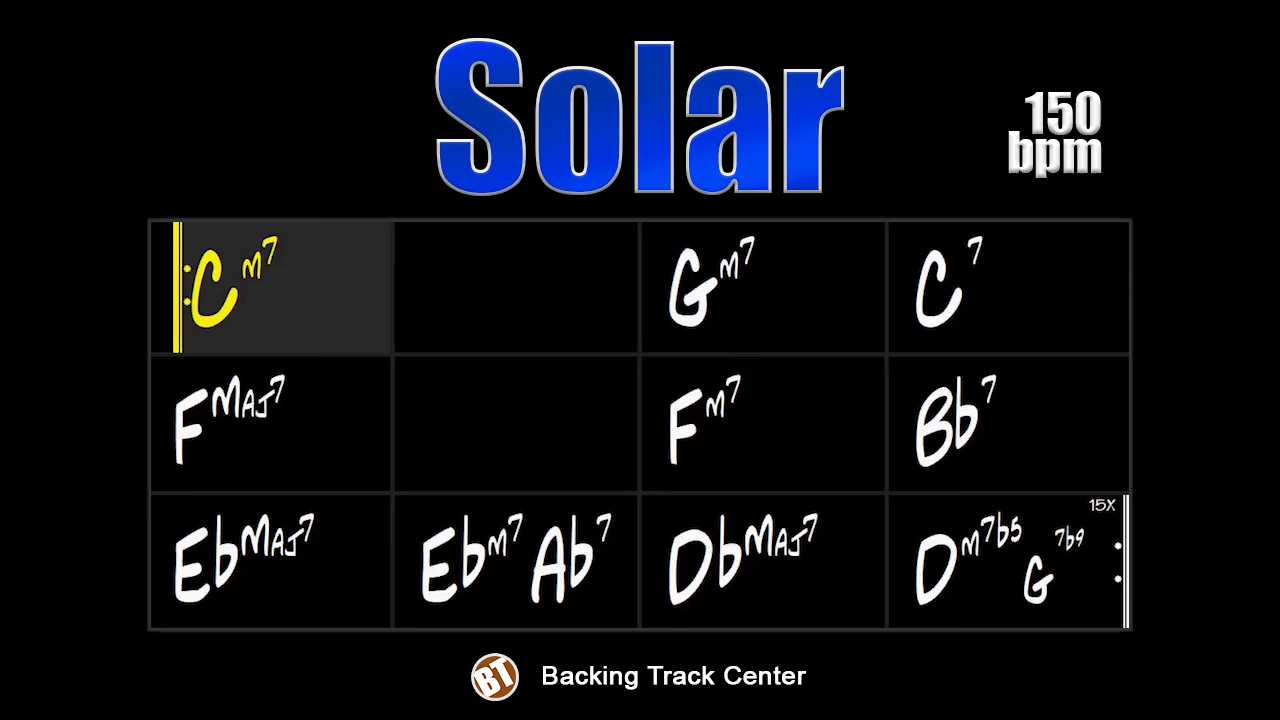 Solar
150
bpm
Cm7 Gm7 C7
FMAJ7 Fm7 Bb7
EbMAJ7 Ebm7 Ab7 DbMAJ7 Dm7b5 G7b9 15X
BT Backing Track Center